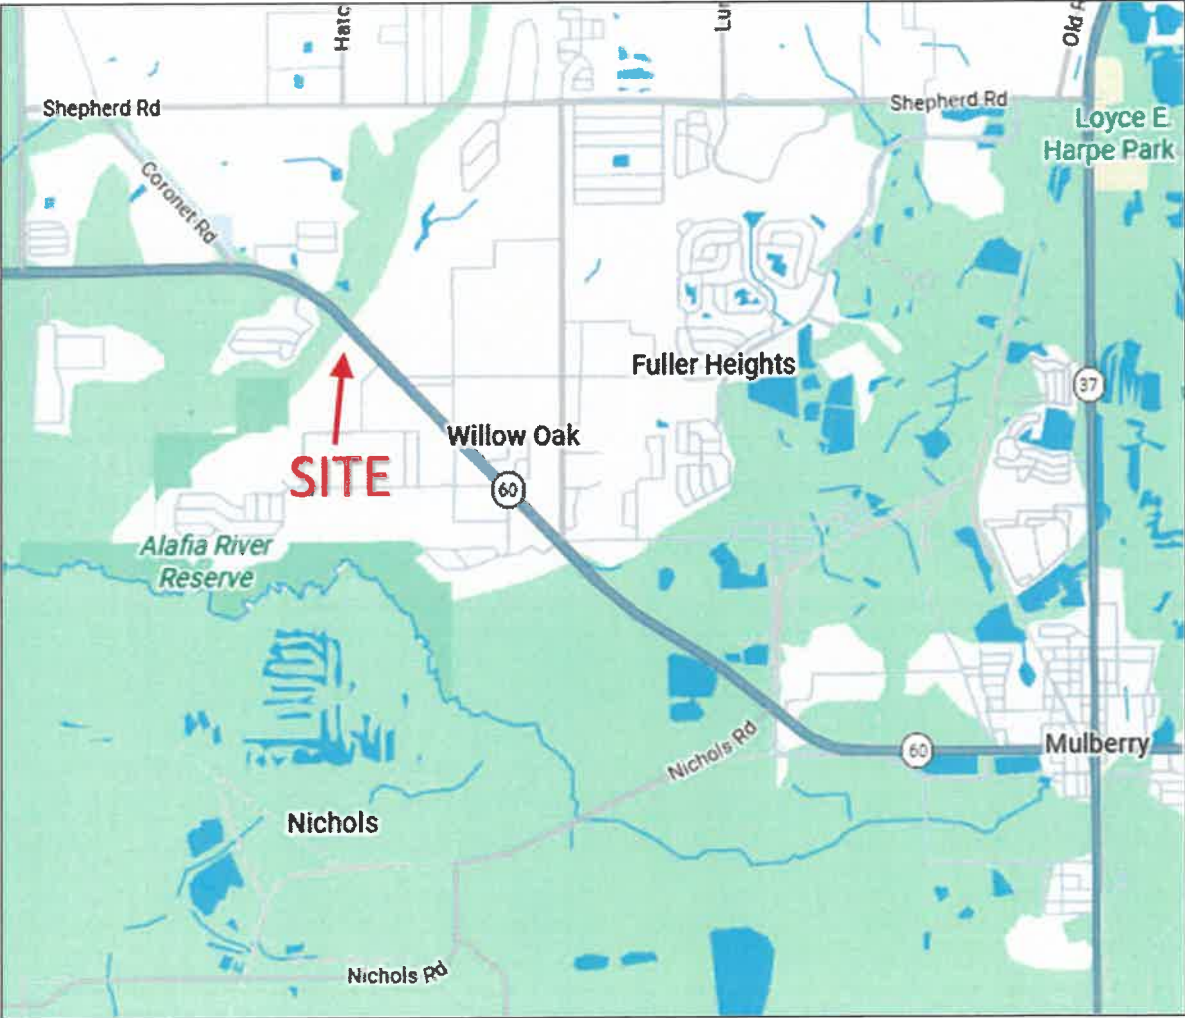 Shepherd Rd
Shepherd Rd
Loyce E
Harpe Park
Coronet Rd
Fuller Heights
37
Willow Oak
SITE
60
Alafia River
Reserve
Nichols Rd
60
Mulberry
Nichols
Nichols Rd